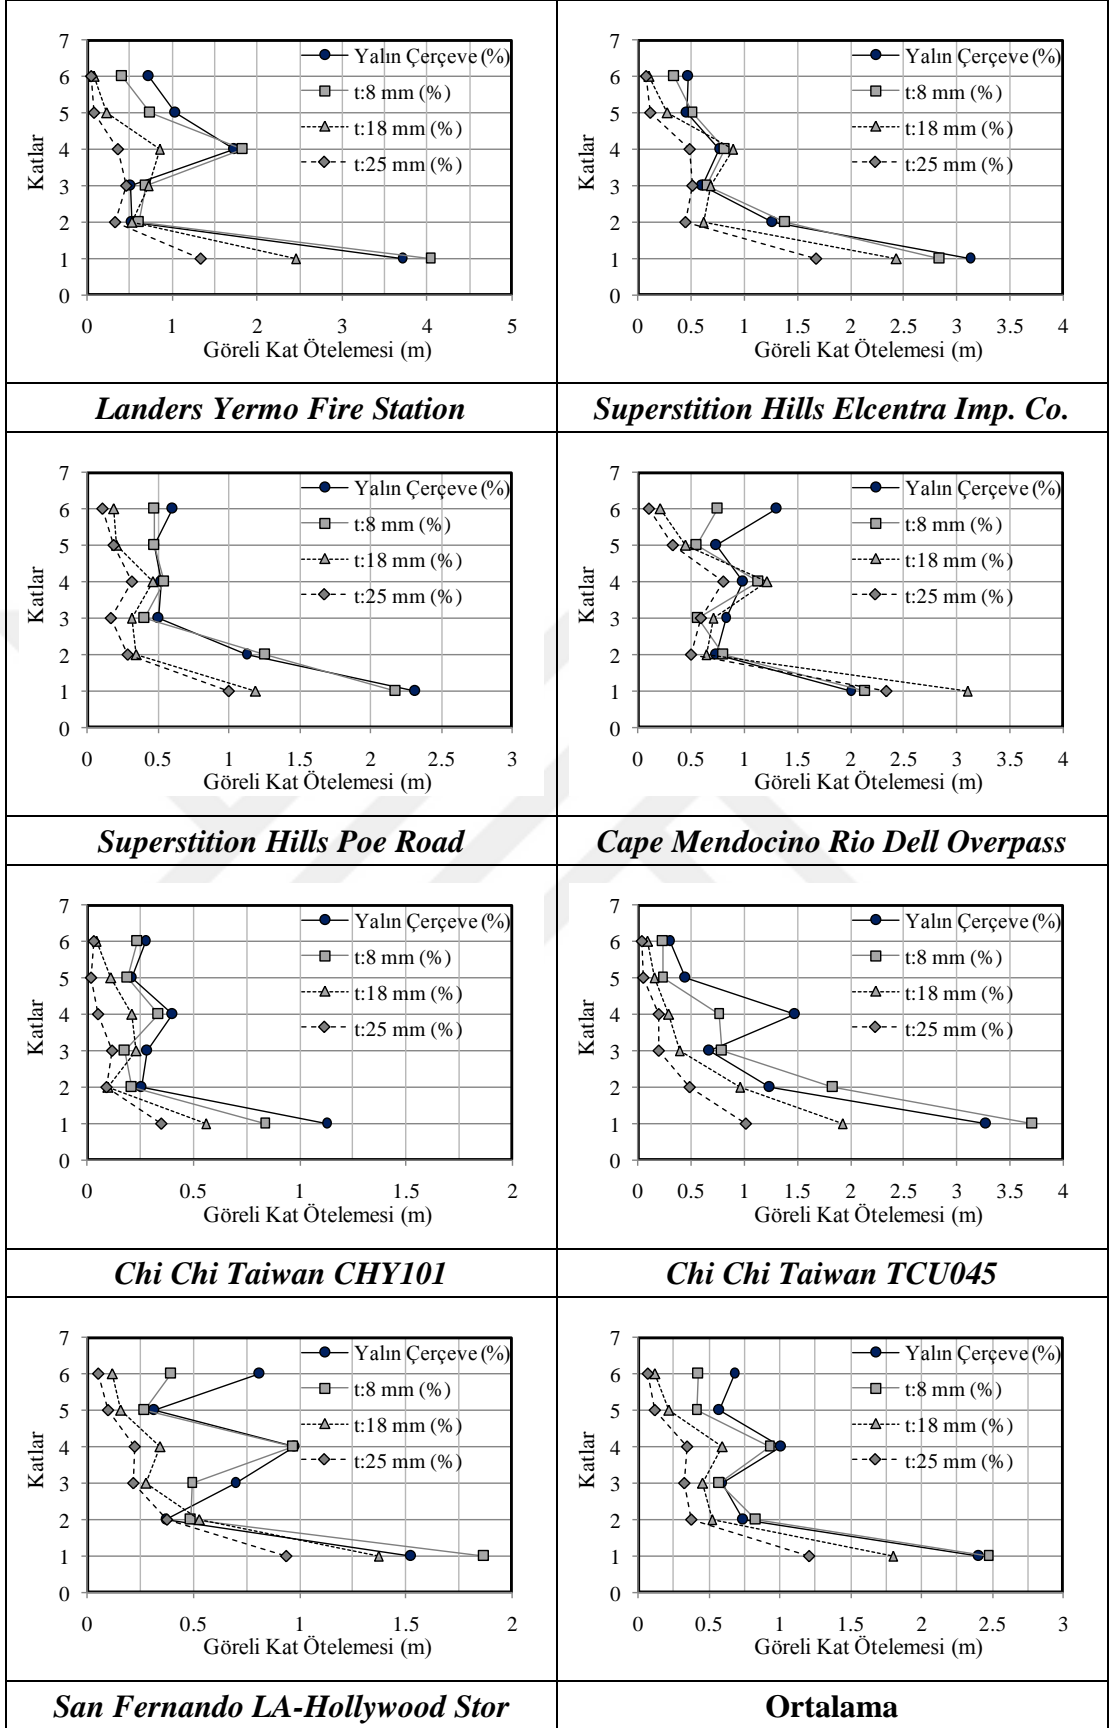 7
6
5
4
3
2
1
0
Katlar
Yalın Çerçeve (%)
t:8 mm (%)
t:18 mm (%)
t:25 mm (%)
0 1 2 3 4 5
Göreli Kat Ötelemesi (m)
Landers Yermo Fire Station
7
6
5
4
3
2
1
0
Katlar
Yalın Çerçeve (%)
t:8 mm (%)
t:18 mm (%)
t:25 mm (%)
0 0.5 1 1.5 2 2.5 3 3.5 4
Göreli Kat Ötelemesi (m)
Superstition Hills Elcentra Imp. Co.
7
6
5
4
3
2
1
0
Katlar
Yalın Çerçeve (%)
t:8 mm (%)
t:18 mm (%)
t:25 mm (%)
0 0.5 1 1.5 2 2.5 3
Göreli Kat Ötelemesi (m)
Superstition Hills Poe Road
7
6
5
4
3
2
1
0
Katlar
Yalın Çerçeve (%)
t:8 mm (%)
t:18 mm (%)
t:25 mm (%)
0 0.5 1 1.5 2 2.5 3 3.5 4
Göreli Kat Ötelemesi (m)
Cape Mendocino Rio Dell Overpass
7
6
5
4
3
2
1
0
Katlar
Yalın Çerçeve (%)
t:8 mm (%)
t:18 mm (%)
t:25 mm (%)
0 0.5 1 1.5 2
Göreli Kat Ötelemesi (m)
Chi Chi Taiwan CHY101
7
6
5
4
3
2
1
0
Katlar
Yalın Çerçeve (%)
t:8 mm (%)
t:18 mm (%)
t:25 mm (%)
0 0.5 1 1.5 2 2.5 3 3.5 4
Göreli Kat Ötelemesi (m)
Chi Chi Taiwan TCU045
7
6
5
4
3
2
1
0
Katlar
Yalın Çerçeve (%)
t:8 mm (%)
t:18 mm (%)
t:25 mm (%)
0 0.5 1 1.5 2
Göreli Kat Ötelemesi (m)
San Fernando LA-Hollywood Stor
7
6
5
4
3
2
1
0
Katlar
Yalın Çerçeve (%)
t:8 mm (%)
t:18 mm (%)
t:25 mm (%)
0 0.5 1 1.5 2 2.5 3
Göreli Kat Ötelemesi (m)
Ortalama